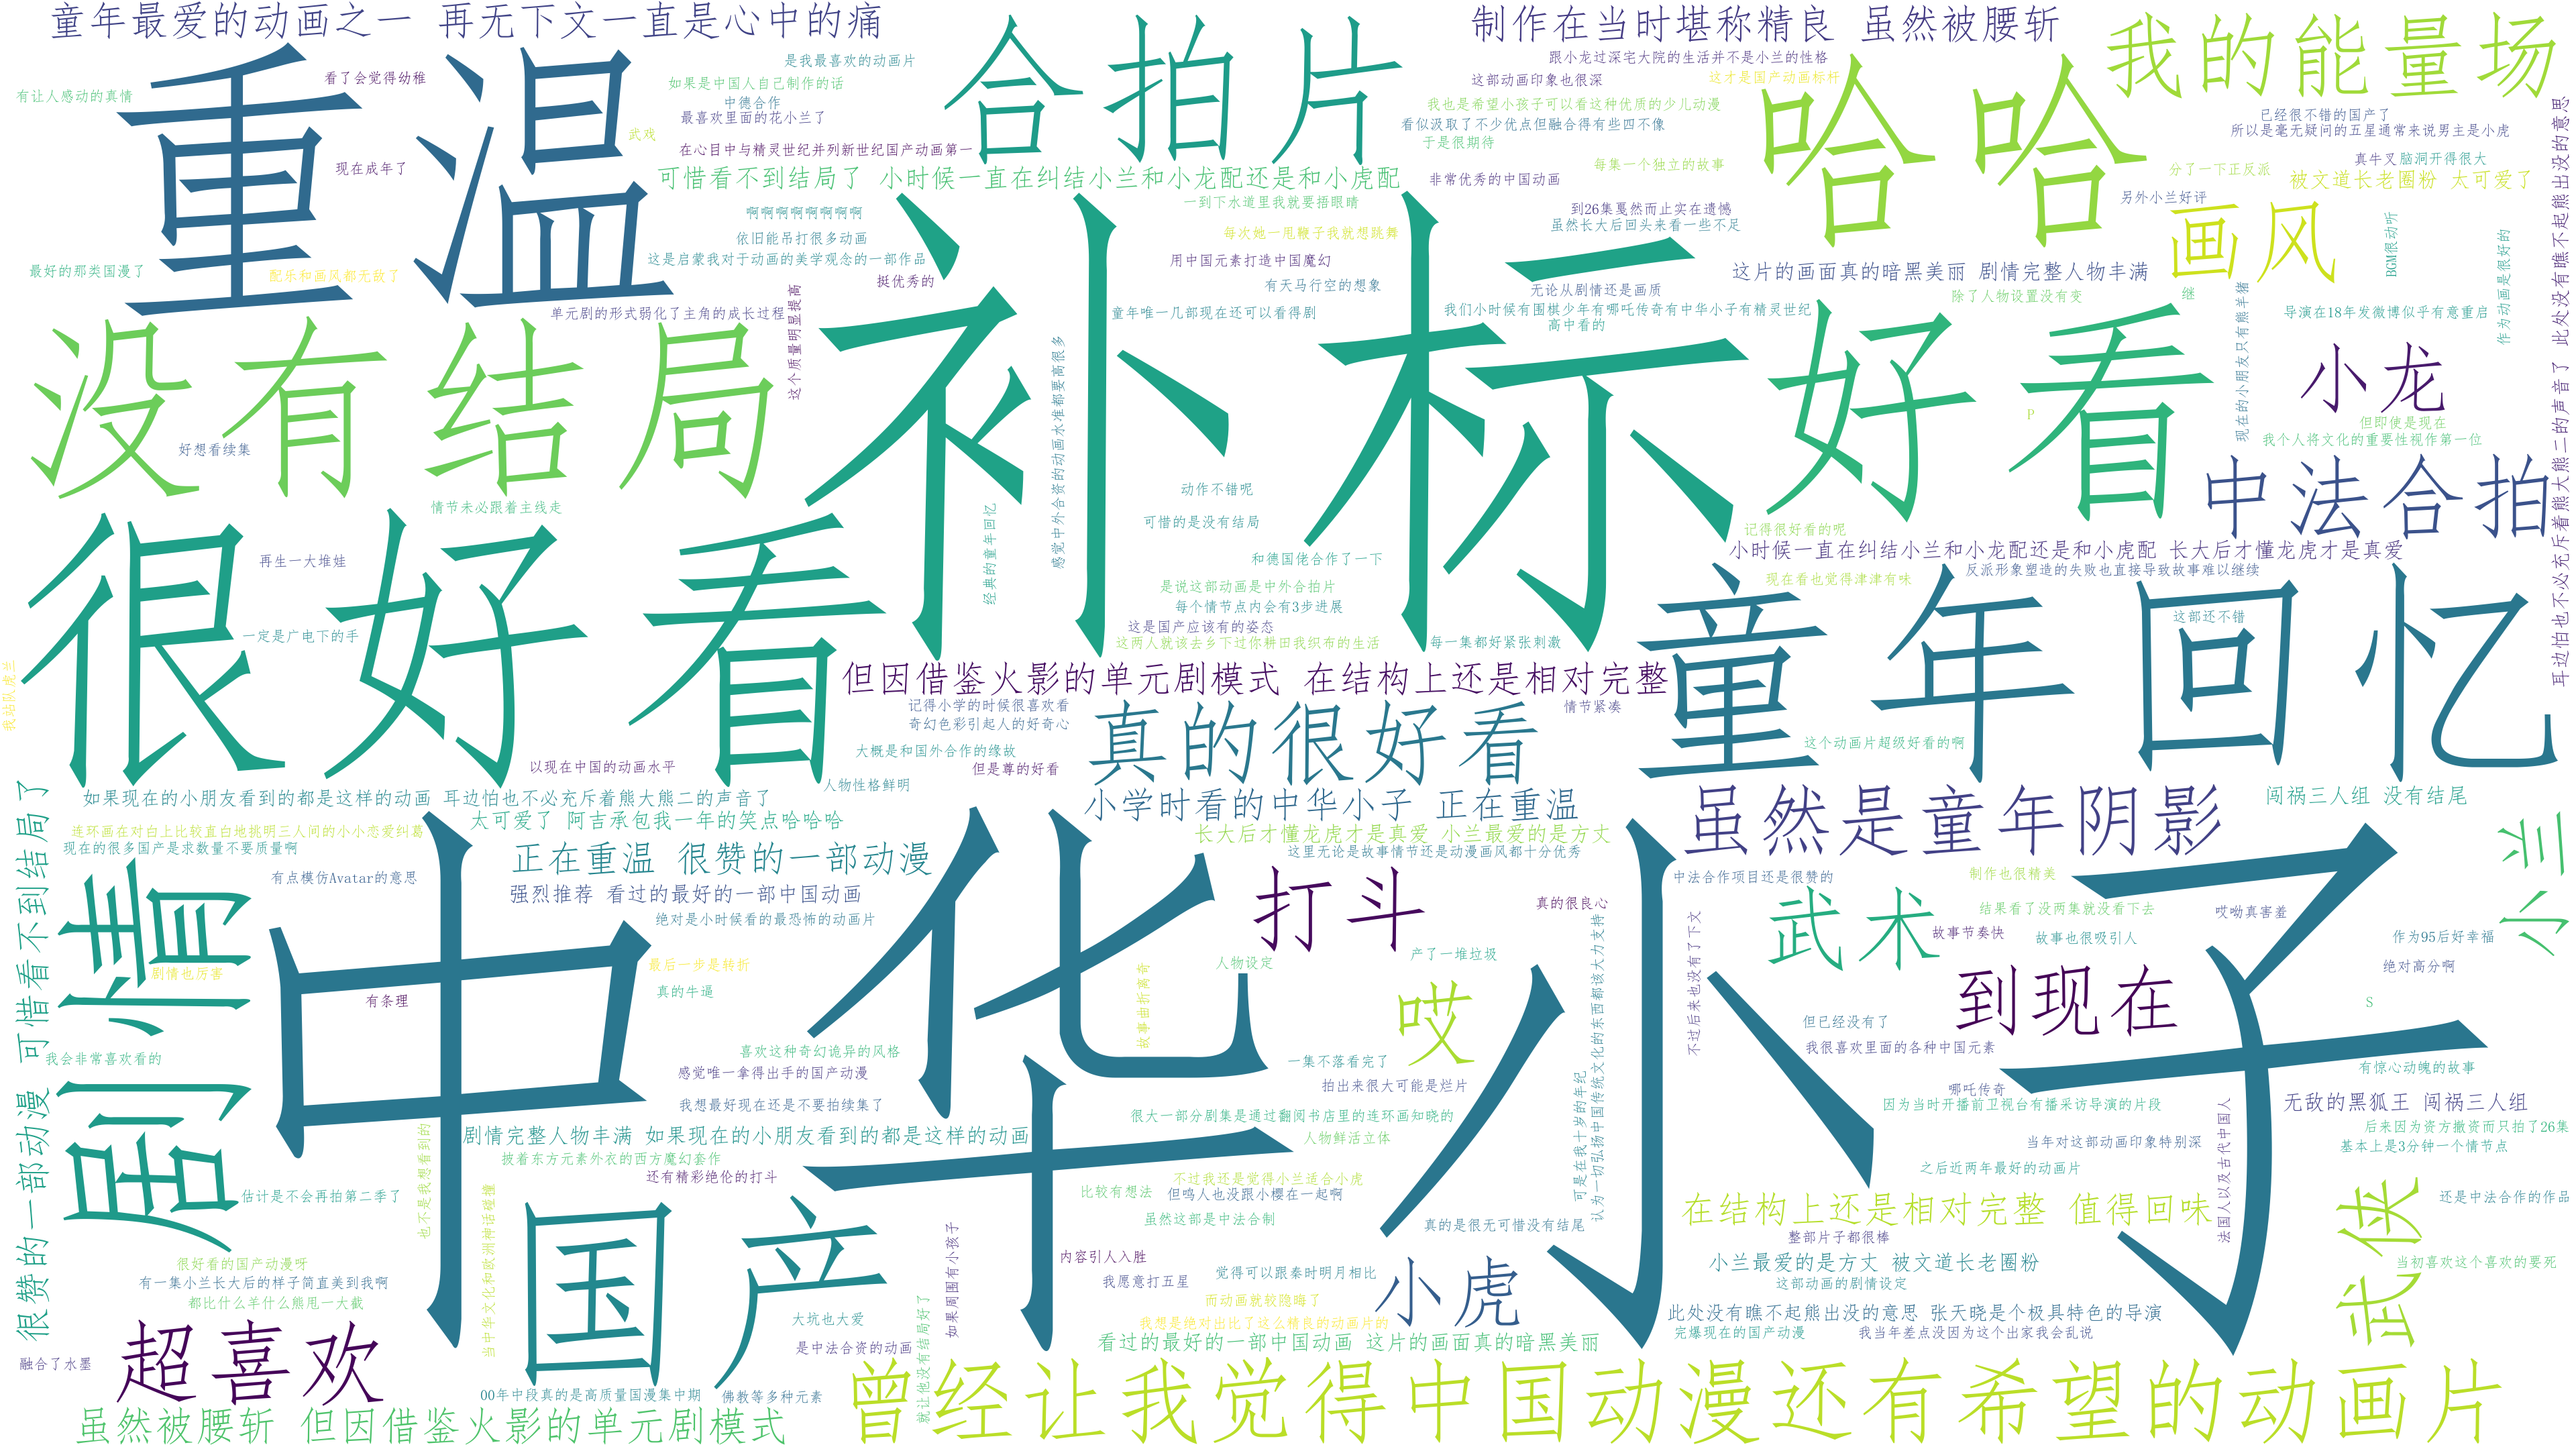 童年最爱的动画之一 再无下文一直是心中的痛
制作在当时堪称精良 虽然被腰斩
我的能量场
重温
合拍片
哈哈
是我最喜欢的动画片
如果是中国人自己制作的话
中德合作
最喜欢里面的花小兰了
武戏
在心目中与精灵世纪并列新世纪国产动画第一
看了会觉得幼稚
有让人感动的真情
现在成年了
跟小龙过深宅大院的生活并不是小兰的性格
这部动画印象也很深
这才是国产动画标杆
我也是希望小孩子可以看这种优质的少儿动漫
看似汲取了不少优点但融合得有些四不像
于是很期待
每集一个独立的故事
非常优秀的中国动画
到26集戛然而止实在遗憾
虽然长大后回头来看一些不足
已经很不错的国产了
所以是毫无疑问的五星通常来说男主是小虎
真牛叉脑洞开得很大
分了一下正反派
被文道长老圈粉 太可爱了
另外小兰好评
可惜看不到结局了 小时候一直在纠结小兰和小龙配还是和小虎配
啊啊啊啊啊啊啊啊
一到下水道里我就要捂眼睛
依旧能吊打很多动画
每次她一甩鞭子我就想跳舞
这是启蒙我对于动画的美学观念的一部作品
用中国元素打造中国魔幻
最好的那类国漫了
配乐和画风都无敌了
挺优秀的
有天马行空的想象
单元剧的形式弱化了主角的成长过程
童年唯一几部现在还可以看得剧
这个质量明显提高
画风
BGM很动听
作为动画是很好的
这片的画面真的暗黑美丽 剧情完整人物丰满
无论从剧情还是画质
除了人物设置没有变
继
我们小时候有围棋少年有哪吒传奇有中华小子有精灵世纪
高中看的
导演在18年发微博似乎有意重启
现在的小朋友只有熊羊猪
耳边怕也不必充斥着熊大熊二的声音了 此处没有瞧不起熊出没的意思
没有结局
补标
好看
小龙
P
但即使是现在
我个人将文化的重要性视作第一位
中法合拍
好想看续集
情节未必跟着主线走
感觉中外合资的动画水准都要高很多
经典的童年回忆
动作不错呢
可惜的是没有结局
和德国佬合作了一下
记得很好看的呢
小时候一直在纠结小兰和小龙配还是和小虎配 长大后才懂龙虎才是真爱
反派形象塑造的失败也直接导致故事难以继续
现在看也觉得津津有味
很好看
再生一大堆娃
一定是广电下的手
我站队虎兰
是说这部动画是中外合拍片
每个情节点内会有3步进展
这是国产应该有的姿态
这两人就该去乡下过你耕田我织布的生活
每一集都好紧张刺激
童年回忆
这部还不错
这个动画片超级好看的啊
但因借鉴火影的单元剧模式 在结构上还是相对完整
记得小学的时候很喜欢看
奇幻色彩引起人的好奇心
大概是和国外合作的缘故
但是尊的好看
情节紧凑
真的很好看
以现在中国的动画水平
人物性格鲜明
如果现在的小朋友看到的都是这样的动画 耳边怕也不必充斥着熊大熊二的声音了
小学时看的中华小子 正在重温
虽然是童年阴影
闯祸三人组 没有结尾
太可爱了 阿吉承包我一年的笑点哈哈哈
连环画在对白上比较直白地挑明三人间的小小恋爱纠葛
现在的很多国产是求数量不要质量啊
长大后才懂龙虎才是真爱 小兰最爱的是方丈
这里无论是故事情节还是动漫画风都十分优秀
正在重温 很赞的一部动漫
有点模仿Avatar的意思
强烈推荐 看过的最好的一部中国动画
绝对是小时候看的最恐怖的动画片
很赞的一部动漫 可惜看不到结局了
剧情
中华小子
打斗
真的很良心
中法合作项目还是很赞的
制作也很精美
武术
结果看了没两集就没看下去
哎呦真害羞
故事节奏快
故事也很吸引人
作为95后好幸福
绝对高分啊
小兰
剧情也厉害
有条理
最后一步是转折
真的牛逼
人物设定
产了一堆垃圾
故事曲折离奇
哎
到现在
S
不过后来也没有了下文
认为一切弘扬中国传统文化的东西都该大力支持
可是在我十岁的年纪
但已经没有了
我很喜欢里面的各种中国元素
我会非常喜欢看的
喜欢这种奇幻诡异的风格
感觉唯一拿得出手的国产动漫
我想最好现在还是不要拍续集了
一集不落看完了
拍出来很大可能是烂片
很大一部分剧集是通过翻阅书店里的连环画知晓的
有惊心动魄的故事
哪吒传奇
因为当时开播前卫视台有播采访导演的片段
无敌的黑狐王 闯祸三人组
后来因为资方撤资而只拍了26集
基本上是3分钟一个情节点
剧情完整人物丰满 如果现在的小朋友看到的都是这样的动画
人物鲜活立体
当年对这部动画印象特别深
之后近两年最好的动画片
法国人以及古代中国人
披着东方元素外衣的西方魔幻套作
还有精彩绝伦的打斗
不过我还是觉得小兰适合小虎
比较有想法
但鸣人也没跟小樱在一起啊
虽然这部是中法合制
真的是很无可惜没有结尾
也不是我想看到的
当中华文化和欧洲神话碰撞
估计是不会再拍第二季了
在结构上还是相对完整 值得回味
还是中法合作的作品
整部片子都很棒
武侠
国产
很好看的国产动漫呀
有一集小兰长大后的样子简直美到我啊
都比什么羊什么熊甩一大截
如果周围有小孩子
内容引人入胜
我愿意打五星
觉得可以跟秦时明月相比
小虎
小兰最爱的是方丈 被文道长老圈粉
当初喜欢这个喜欢的要死
这部动画的剧情设定
而动画就较隐晦了
我想是绝对出比了这么精良的动画片的
大坑也大爱
是中法合资的动画
就让他没有结局好了
此处没有瞧不起熊出没的意思 张天晓是个极具特色的导演
完爆现在的国产动漫
我当年差点没因为这个出家我会乱说
看过的最好的一部中国动画 这片的画面真的暗黑美丽
融合了水墨
超喜欢
00年中段真的是高质量国漫集中期
佛教等多种元素
曾经让我觉得中国动漫还有希望的动画片
虽然被腰斩 但因借鉴火影的单元剧模式